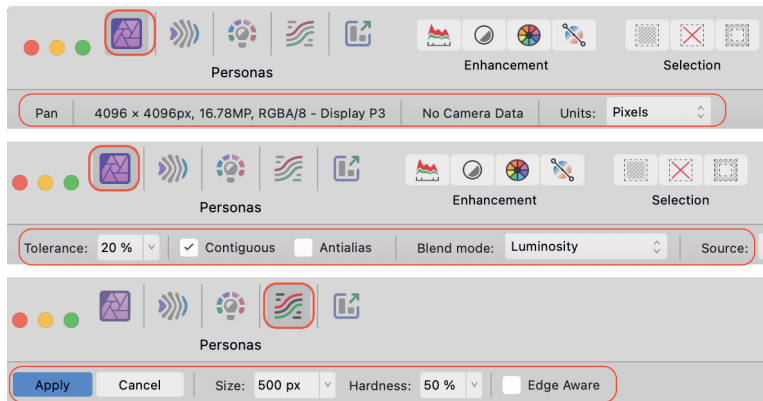 Personas
Enhancement
Selection
Pan 4096 × 4096px, 16.78MP, RGBA/8 - Display P3 No Camera Data Units: Pixels
Personas
Enhancement
Selection
Tolerance: 20 % Contiguous Antialias Blend mode: Luminosity Source:
Personas
Apply Cancel Size: 500 px Hardness: 50 % Edge Aware